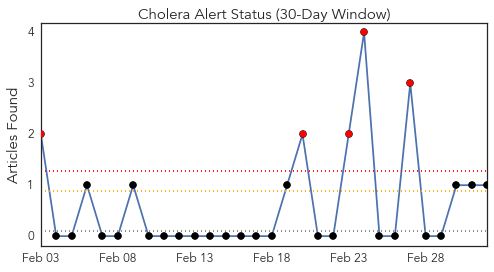 Cholera Alert Status (30-Day Window)
Articles Found
4
3
2
1
0
Feb 03
Feb 08
Feb 13
Feb 18
Feb 23
Feb 28